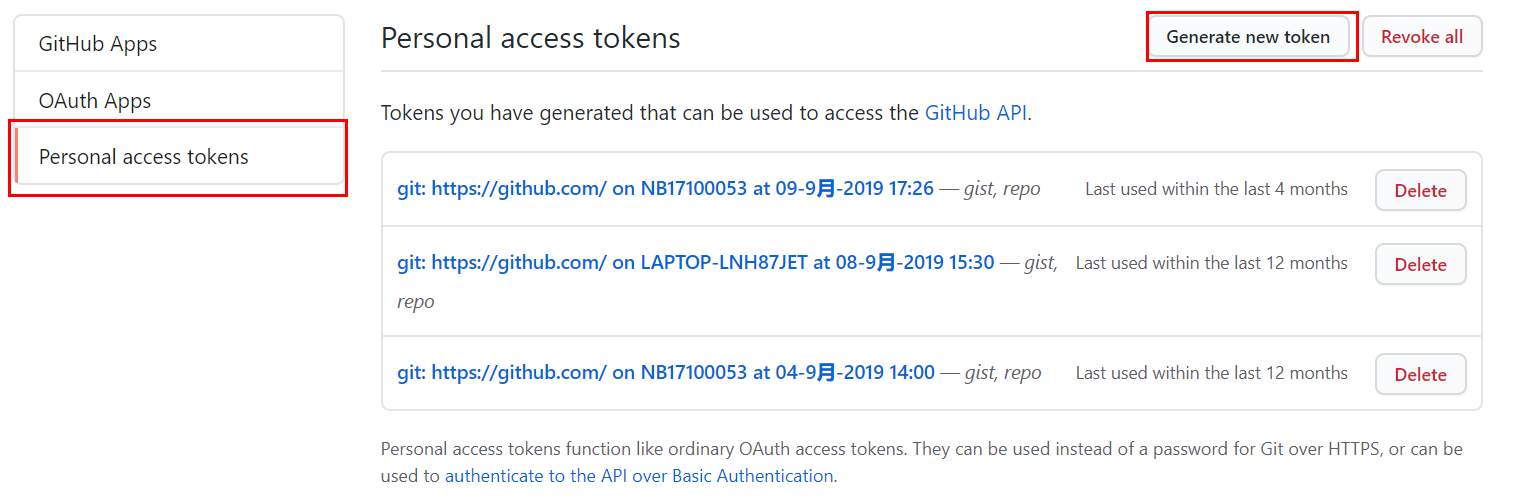 GitHub Apps
OAuth Apps
Personal access tokens
Personal access tokens
Generate new token
Revoke all
Tokens you have generated that can be used to access the GitHub API.
git: https://github.com/ on NB17100053 at 09-9月-2019 17:26 — gist, repo
Last used within the last 4 months
Delete
git: https://github.com/ on LAPTOP-LNH87JET at 08-9月-2019 15:30 — gist,
repo
Last used within the last 12 months
Delete
git: https://github.com/ on NB17100053 at 04-9月-2019 14:00 — gist, repo
Last used within the last 12 months
Delete
Personal access tokens function like ordinary OAuth access tokens. They can be used instead of a password for Git over HTTPS, or can be
used to authenticate to the API over Basic Authentication.